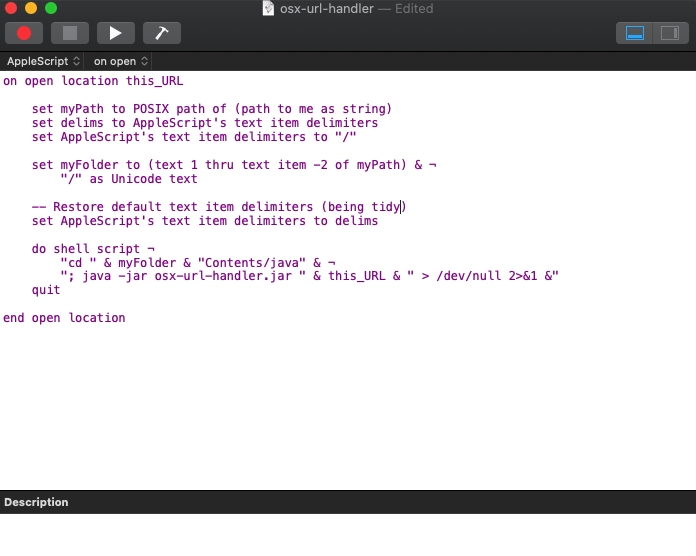 osx-url-handler — Edited
AppleScript on open
on open location this_URL
set myPath to POSIX path of (path to me as string)
set delims to AppleScript's text item delimiters
set AppleScript's text item delimiters to "/"
set myFolder to (text 1 thru text item -2 of myPath) & ¬
"/" as Unicode text
-- Restore default text item delimiters (being tidy)
set AppleScript's text item delimiters to delims
do shell script ¬
"cd " & myFolder & "Contents/java" & ¬
"; java -jar osx-url-handler.jar " & this_URL & " > /dev/null 2>&1 &"
quit
end open location
Description